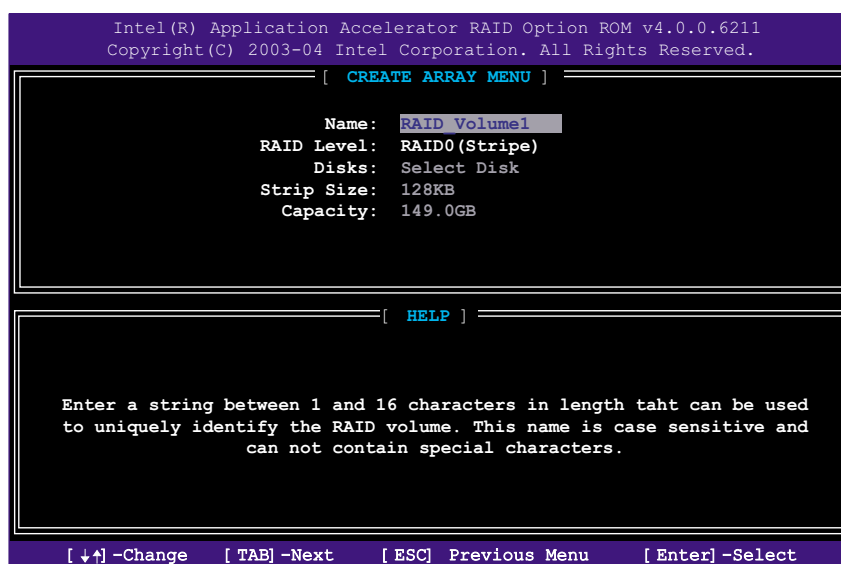 Intel(R) Application Accelerator RAID Option ROM v4.0.0.6211
Copyright(C) 2003-04 Intel Corporation. All Rights Reserved.
[ CREATE ARRAY MENU ]
Name: RAID_Volume1
RAID Level: RAID0(Stripe)
Disks: Select Disk
Strip Size: 128KB
Capacity: 149.0GB
[ HELP ]
Enter a string between 1 and 16 characters in length taht can be used
to uniquely identify the RAID volume. This name is case sensitive and
can not contain special characters.
[↓↑]-Change [TAB]-Next [ESC] Previous Menu [Enter]-Select